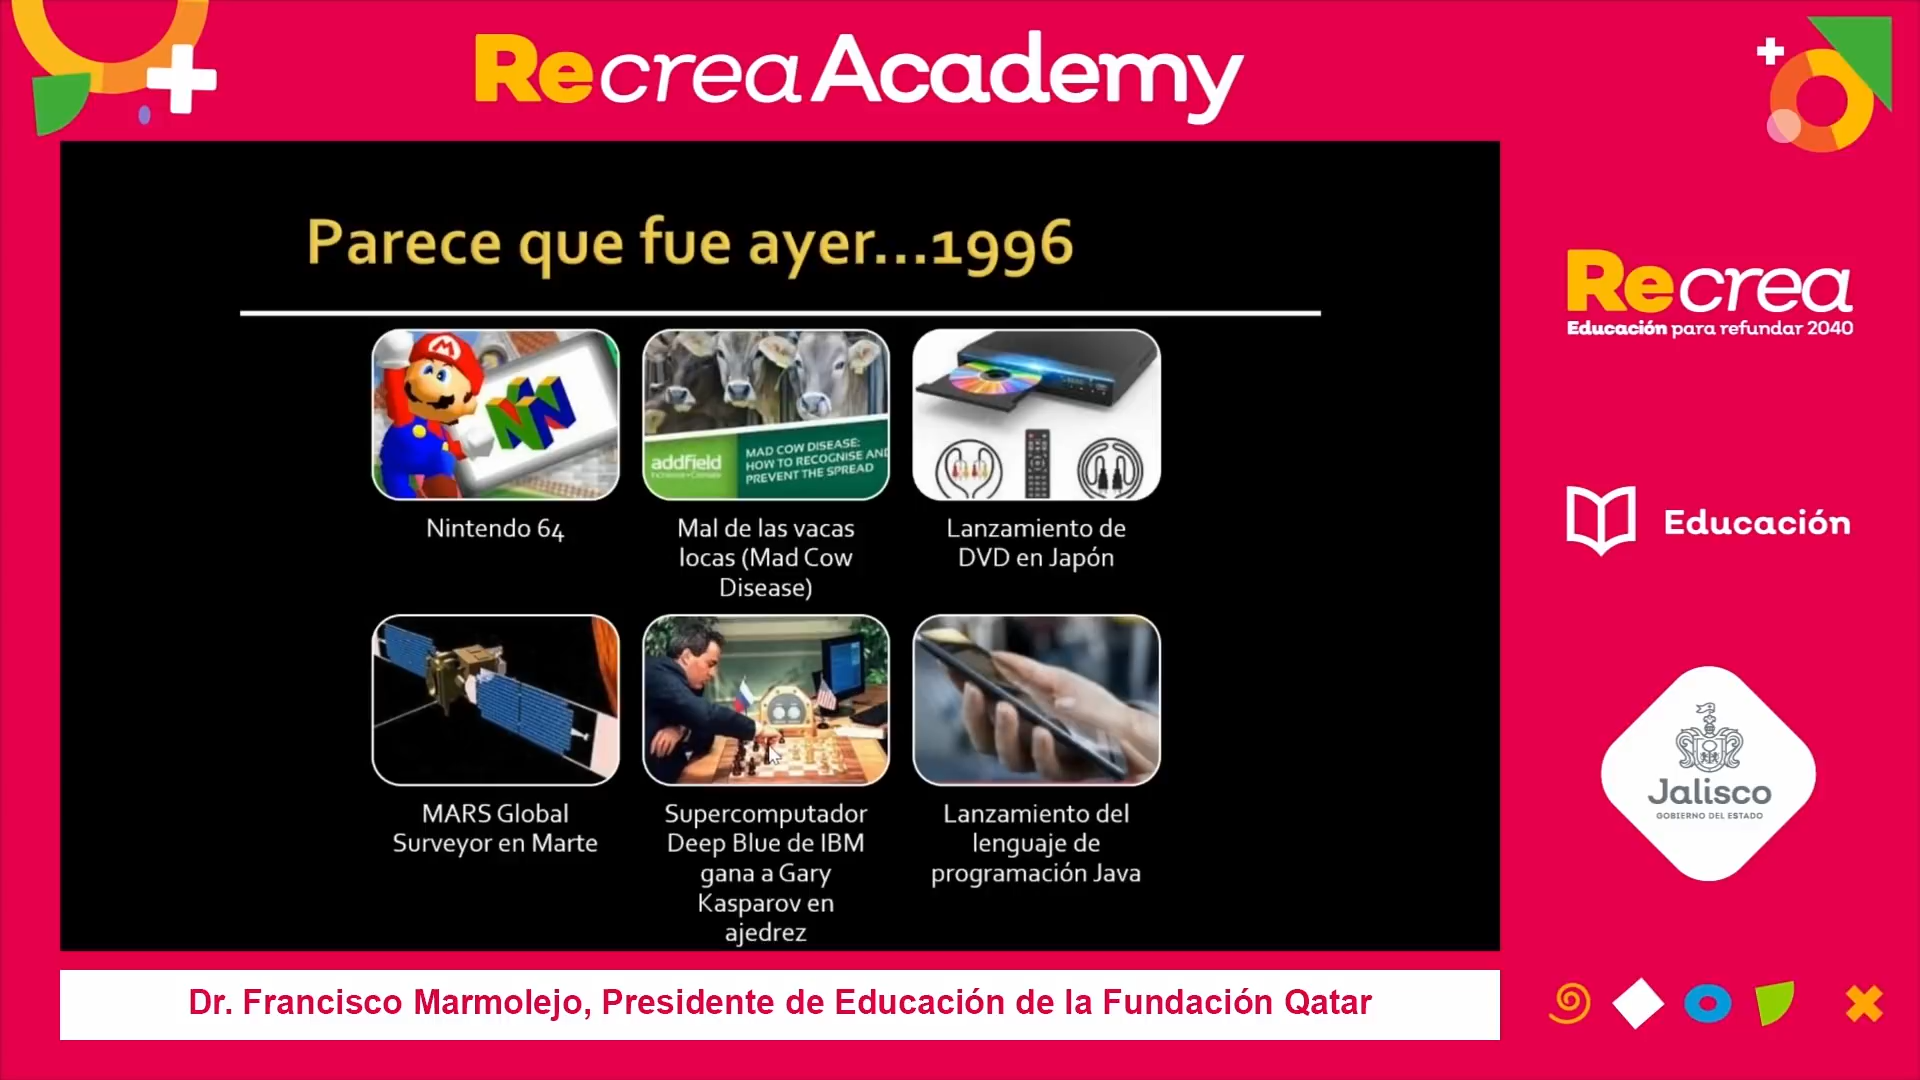 Recrea Academy
Parece que fue ayer...1996
addfield
MAD COW DISEASE:
HOW TO RECOGNISE AND
PREVENT THE SPREAD
Nintendo 64
Mal de las vacas
locas (Mad Cow
Disease)
Lanzamiento de
DVD en Japón
MARS Global
Surveyor en Marte
Supercomputador
Deep Blue de IBM
gana a Gary
Kasparov en
ajedrez
Lanzamiento del
lenguaje de
programación Java
Recrea
Educación para refundar 2040
Educación
Jalisco
GOBIERNO DEL ESTADO
Dr. Francisco Marmolejo, Presidente de Educación de la Fundación Qatar